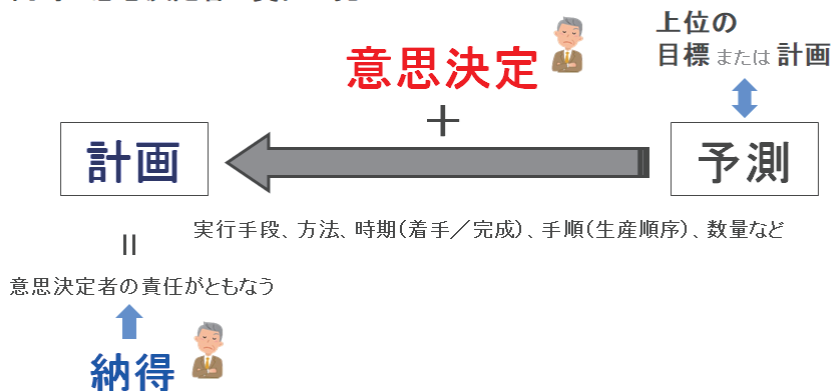 上位の
目標 または 計画
意思決定
＋
計画
予測
実行手段、方法、時期(着手／完成)、手順(生産順序)、数量など
＝
意思決定者の責任がともなう
納得